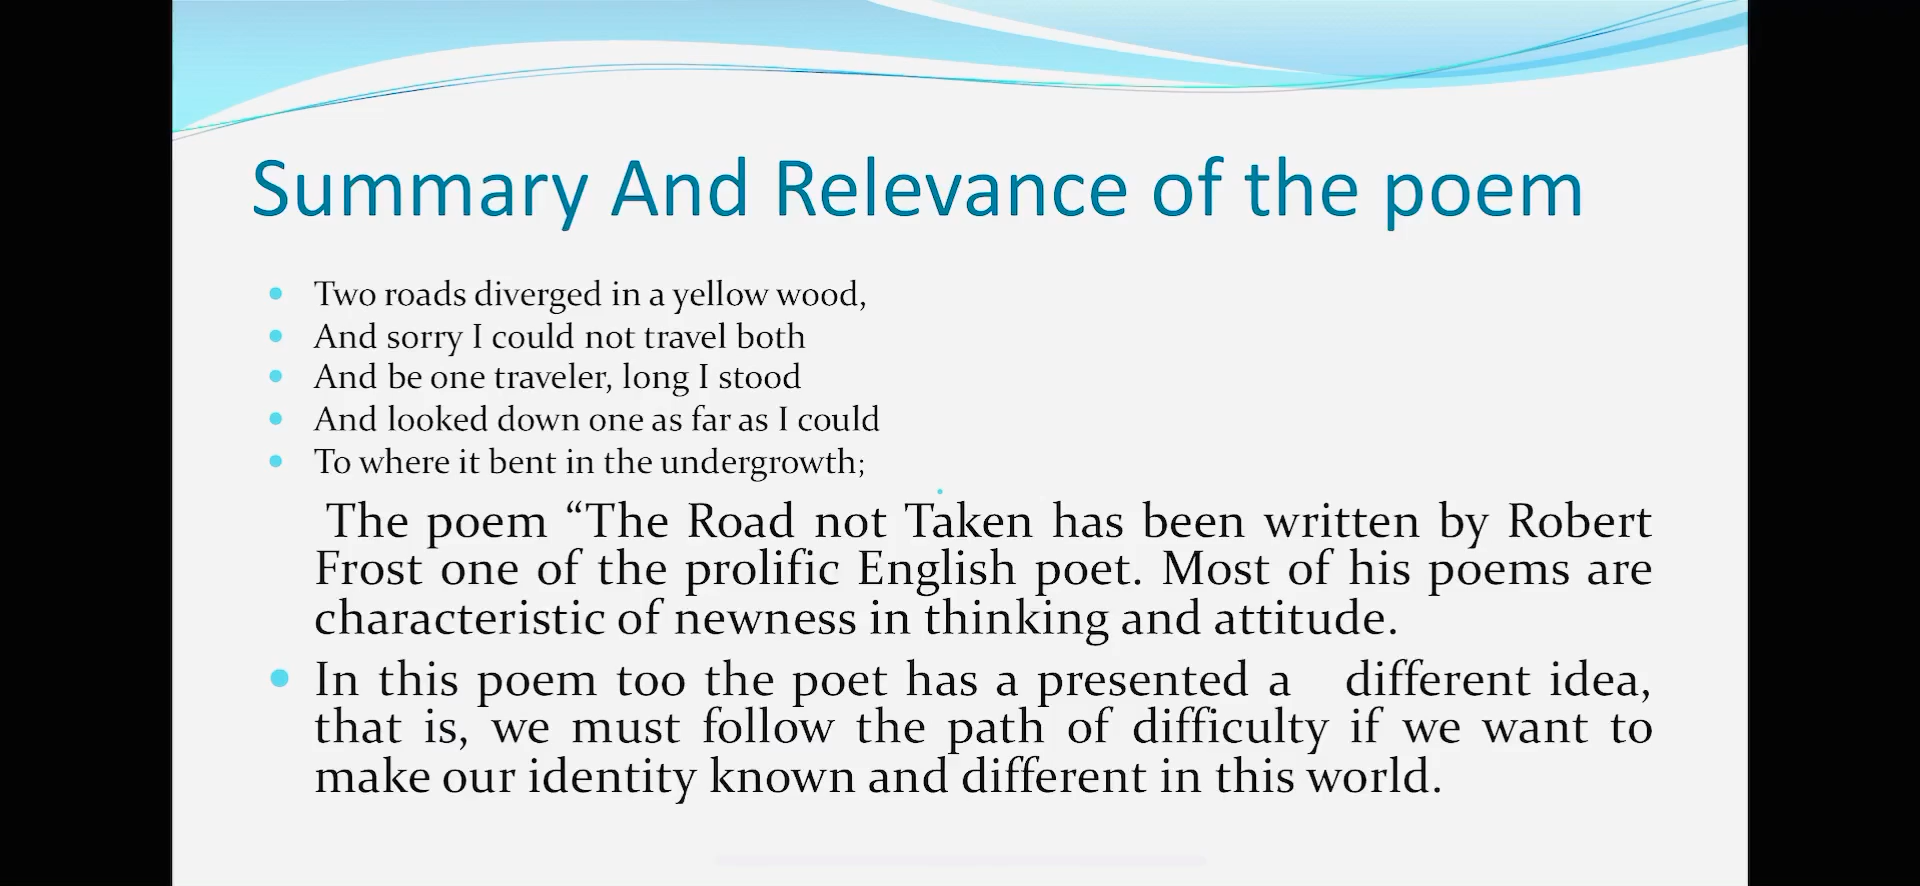 Summary And Relevance of the poem
Two roads diverged in a yellow wood,
And sorry I could not travel both
And be one traveler, long I stood
And looked down one as far as I could
To where it bent in the undergrowth;
The poem “The Road not Taken has been written by Robert
Frost one of the prolific English poet. Most of his poems are
characteristic of newness in thinking and attitude.
In this poem too the poet has a presented a different idea,
that is, we must follow the path of difficulty if we want to
make our identity known and different in this world.